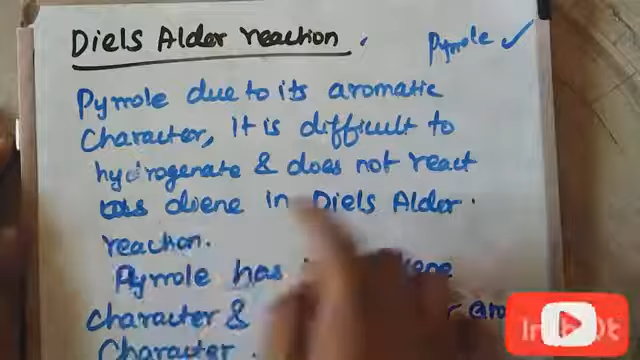 Diels Alder reaction.
Pyrrole ✓
Pyrrole due to its aromatic
Character, It is difficult to
hydrogenate & does not react
as diene in Diels Alder.
reaction.
Pyrrole has
character &
Character.